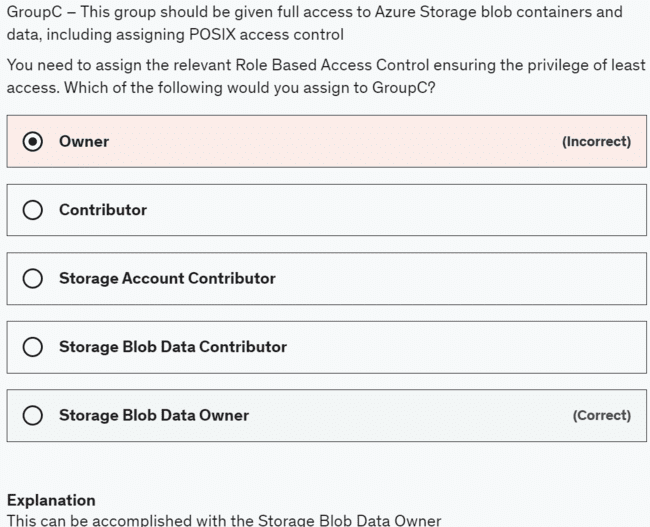 GroupC – This group should be given full access to Azure Storage blob containers and
data, including assigning POSIX access control
You need to assign the relevant Role Based Access Control ensuring the privilege of least
access. Which of the following would you assign to GroupC?
Owner (Incorrect)
Contributor
Storage Account Contributor
Storage Blob Data Contributor
Storage Blob Data Owner (Correct)
Explanation
This can be accomplished with the Storage Blob Data Owner